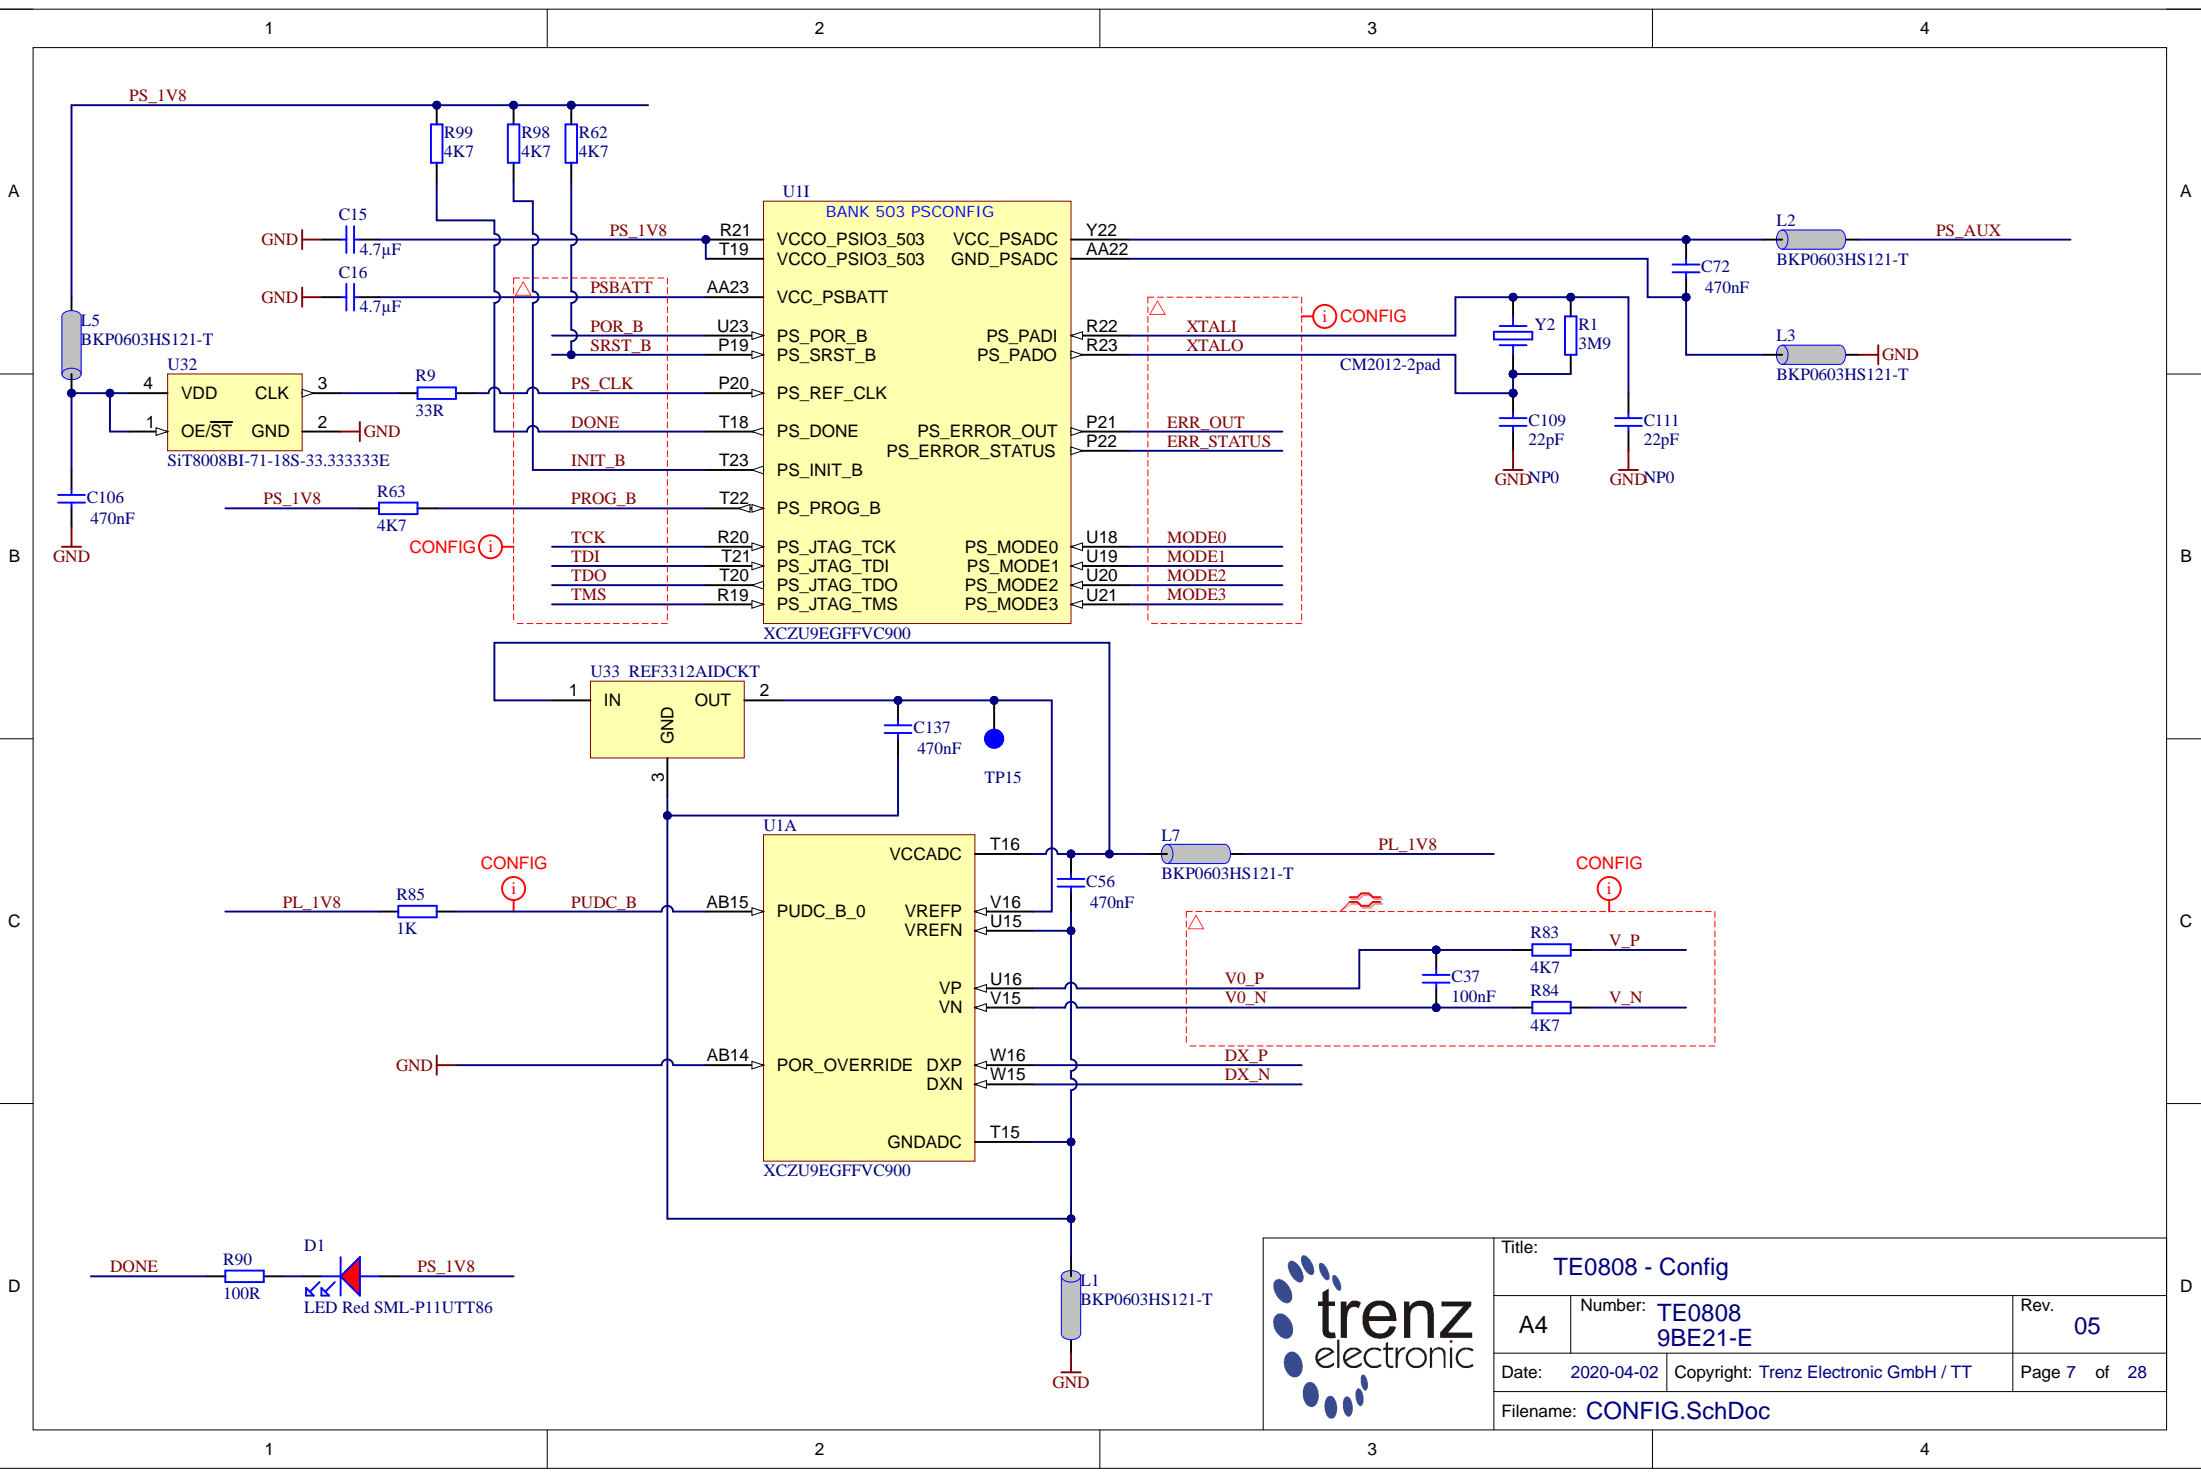 1 2 3 4
A
B
C
D
A
B
C
D
PS_1V8
R99
4K7
R98
4K7
R62
4K7
U1I
BANK 503 PSCONFIG
C15
GND
4.7µF
PS_1V8
R21
T19
VCCO_PSIO3_503
VCCO_PSIO3_503
C16
GND
4.7µF
PSBATT
AA23
VCC_PSBATT
POR_B
U23
PS_POR_B
SRST_B
P19
PS_SRST_B
L5
BKP0603HS121-T
U32
4
VDD
CLK
3
1
OE/ST
GND
2
GND
SiT8008BI-71-18S-33.333333E
R9
33R
PS_CLK
P20
PS_REF_CLK
DONE
T18
PS_DONE
INIT_B
T23
PS_INIT_B
C106
470nF
GND
PS_1V8
R63
4K7
PROG_B
T22
PS_PROG_B
CONFIG
i
TCK
R20
PS_JTAG_TCK
TDI
T21
PS_JTAG_TDI
TDO
T20
PS_JTAG_TDO
TMS
R19
PS_JTAG_TMS
XCZU9EGFFVC900
VCC_PSADC
Y22
GND_PSADC
AA22
PS_PADI
R22
XTALI
PS_PADO
R23
XTALO
i
CONFIG
PS_ERROR_OUT
P21
ERR_OUT
PS_ERROR_STATUS
P22
ERR_STATUS
PS_MODE0
U18
MODE0
PS_MODE1
U19
MODE1
PS_MODE2
U20
MODE2
PS_MODE3
U21
MODE3
L2
BKP0603HS121-T
PS_AUX
C72
470nF
L3
BKP0603HS121-T
GND
Y2
R1
3M9
CM2012-2pad
C109
22pF
GND
NP0
C111
22pF
GND
NP0
U33 REF3312AIDCKT
1
IN
OUT
2
GND
3
C137
470nF
TP15
U1A
VCCADC
T16
L7
BKP0603HS121-T
PL_1V8
C56
470nF
PL_1V8
R85
1K
CONFIG
i
PUDC_B
AB15
PUDC_B_0
VREFP
V16
VREFN
U15
VP
U16
V0_P
VN
V15
V0_N
CONFIG
i
R83
4K7
V_P
C37
100nF
R84
4K7
V_N
GND
AB14
POR_OVERRIDE
DXP
W16
DX_P
DXN
W15
DX_N
GNDADC
T15
XCZU9EGFFVC900
DONE
R90
100R
D1
LED Red SML-P11UTT86
PS_1V8
L1
BKP0603HS121-T
GND
trenz
electronic
Title:
TE0808 - Config
A4
Number: TE0808
9BE21-E
Rev.
05
Date: 2020-04-02
Copyright: Trenz Electronic GmbH / TT
Page 7 of 28
Filename: CONFIG.SchDoc
1 2 3 4